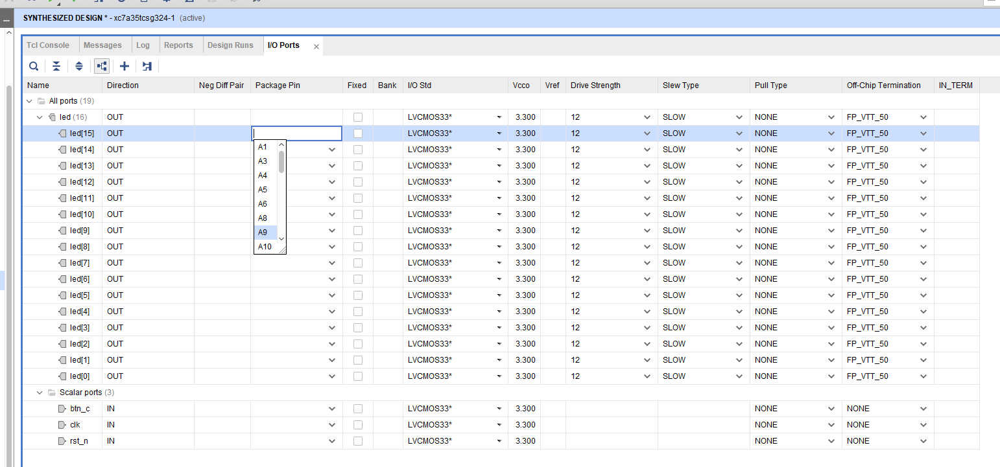 SYNTHESIZED DESIGN * - xc7a35tcsg324-1 (active)
Tcl Console Messages Log Reports Design Runs I/O Ports
Name Direction Neg Diff Pair Package Pin Fixed Bank I/O Std Vcco Vref Drive Strength Slew Type Pull Type Off-Chip Termination IN_TERM
All ports (19)
led (16) OUT LVCMOS33* 3.300 12 SLOW NONE FP_VTT_50
led[15] OUT LVCMOS33* 3.300 12 SLOW NONE FP_VTT_50
A1
led[14] OUT LVCMOS33* 3.300 12 SLOW NONE FP_VTT_50
A3
led[13] OUT LVCMOS33* 3.300 12 SLOW NONE FP_VTT_50
A4
led[12] OUT LVCMOS33* 3.300 12 SLOW NONE FP_VTT_50
A5
led[11] OUT LVCMOS33* 3.300 12 SLOW NONE FP_VTT_50
A6
led[10] OUT LVCMOS33* 3.300 12 SLOW NONE FP_VTT_50
A8
led[9] OUT LVCMOS33* 3.300 12 SLOW NONE FP_VTT_50
A9
led[8] OUT A10 LVCMOS33* 3.300 12 SLOW NONE FP_VTT_50
led[7] OUT LVCMOS33* 3.300 12 SLOW NONE FP_VTT_50
led[6] OUT LVCMOS33* 3.300 12 SLOW NONE FP_VTT_50
led[5] OUT LVCMOS33* 3.300 12 SLOW NONE FP_VTT_50
led[4] OUT LVCMOS33* 3.300 12 SLOW NONE FP_VTT_50
led[3] OUT LVCMOS33* 3.300 12 SLOW NONE FP_VTT_50
led[2] OUT LVCMOS33* 3.300 12 SLOW NONE FP_VTT_50
led[1] OUT LVCMOS33* 3.300 12 SLOW NONE FP_VTT_50
led[0] OUT LVCMOS33* 3.300 12 SLOW NONE FP_VTT_50
Scalar ports (3)
btn_c IN LVCMOS33* 3.300 NONE NONE
clk IN LVCMOS33* 3.300 NONE NONE
rst_n IN LVCMOS33* 3.300 NONE NONE